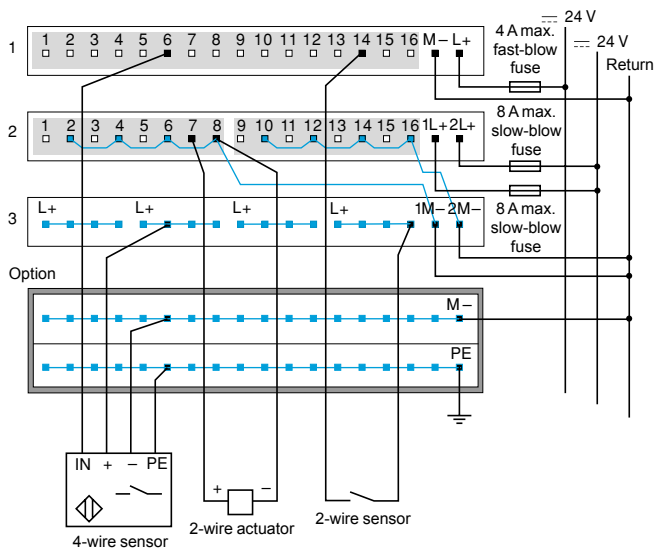 ⎓ 24 V
⎓ 24 V
Return
4 A max.
fast-blow
fuse
1
1 2 3 4 5 6 7 8 9 10 11 12 13 14 15 16 M– L+
8 A max.
slow-blow
fuse
2
1 2 3 4 5 6 7 8 9 10 11 12 13 14 15 16 1L+ 2L+
8 A max.
slow-blow
fuse
3
L+ L+ L+ L+ 1M– 2M–
Option
M–
PE
IN + – PE
4-wire sensor
+ –
2-wire actuator
2-wire sensor